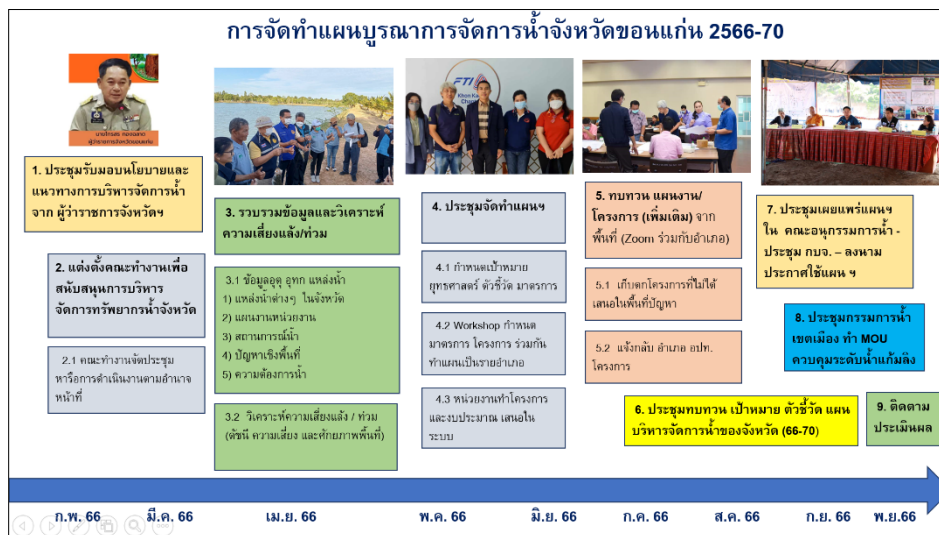 การจัดทำแผนบูรณาการจัดการน้ำจังหวัดขอนแก่น 2566-70
ผู้ว่าราชการจังหวัดขอนแก่น
FTI
Khon Kaen
1. ประชุมรับมอบนโยบายและ
แนวทางการบริหารจัดการน้ำ
จาก ผู้ว่าราชการจังหวัดฯ
2. แต่งตั้งคณะทำงานเพื่อ
สนับสนุนการบริหาร
จัดการทรัพยากรน้ำจังหวัด
2.1 คณะทำงานจัดประชุม
หารือการดำเนินงานตามอำนาจ
หน้าที่
3. รวบรวมข้อมูลและวิเคราะห์
ความเสี่ยงแล้ง/ท่วม
3.1 ข้อมูลอุตุ อุทก แหล่งน้ำ
1) แหล่งน้ำต่างๆ ในจังหวัด
2) แผนงานหน่วยงาน
3) สถานการณ์น้ำ
4) ปัญหาเชิงพื้นที่
5) ความต้องการน้ำ
3.2 วิเคราะห์ความเสี่ยงแล้ง / ท่วม
(ดัชนี ความเสี่ยง และศักยภาพพื้นที่)
4. ประชุมจัดทำแผนฯ
4.1 กำหนดเป้าหมาย
ยุทธศาสตร์ ตัวชี้วัด มาตรการ
4.2 Workshop กำหนด
มาตรการ โครงการ ร่วมกัน
ทำแผนเป็นรายอำเภอ
4.3 หน่วยงานทำโครงการ
และงบประมาณ เสนอใน
ระบบ
5. ทบทวน แผนงาน/
โครงการ (เพิ่มเติม) จาก
พื้นที่ (Zoom ร่วมกับอำเภอ)
5.1 เก็บตกโครงการที่ไม่ได้
เสนอในพื้นที่ปัญหา
5.2 แจ้งกลับ อำเภอ อปท.
โครงการ
6. ประชุมทบทวน เป้าหมาย ตัวชี้วัด แผน
บริหารจัดการน้ำของจังหวัด (66-70)
7. ประชุมเผยแพร่แผนฯ
ใน คณะอนุกรรมการน้ำ -
ประชุม กบจ. – ลงนาม
ประกาศใช้แผน ฯ
8. ประชุมกรรมการน้ำ
เขตเมือง ทำ MOU
ควบคุมระดับน้ำแก้มลิง
9. ติดตาม
ประเมินผล
ก.พ. 66 มี.ค. 66 เม.ย. 66 พ.ค. 66 มิ.ย. 66 ก.ค. 66 ส.ค. 66 ก.ย. 66 พ.ย.66